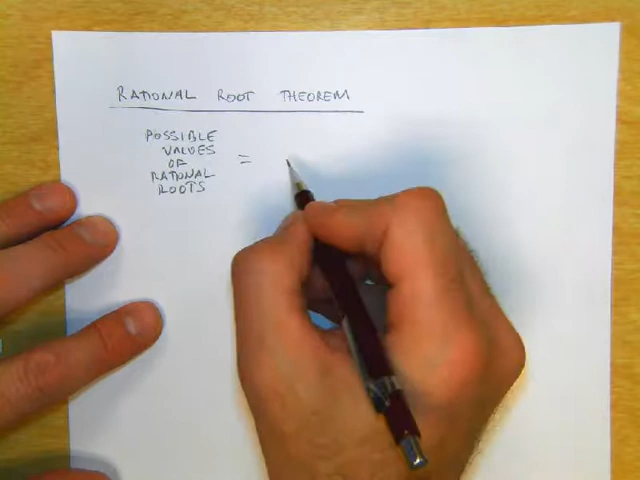 RATIONAL ROOT THEOREM
POSSIBLE
VALUES
OF
RATIONAL
ROOTS
=